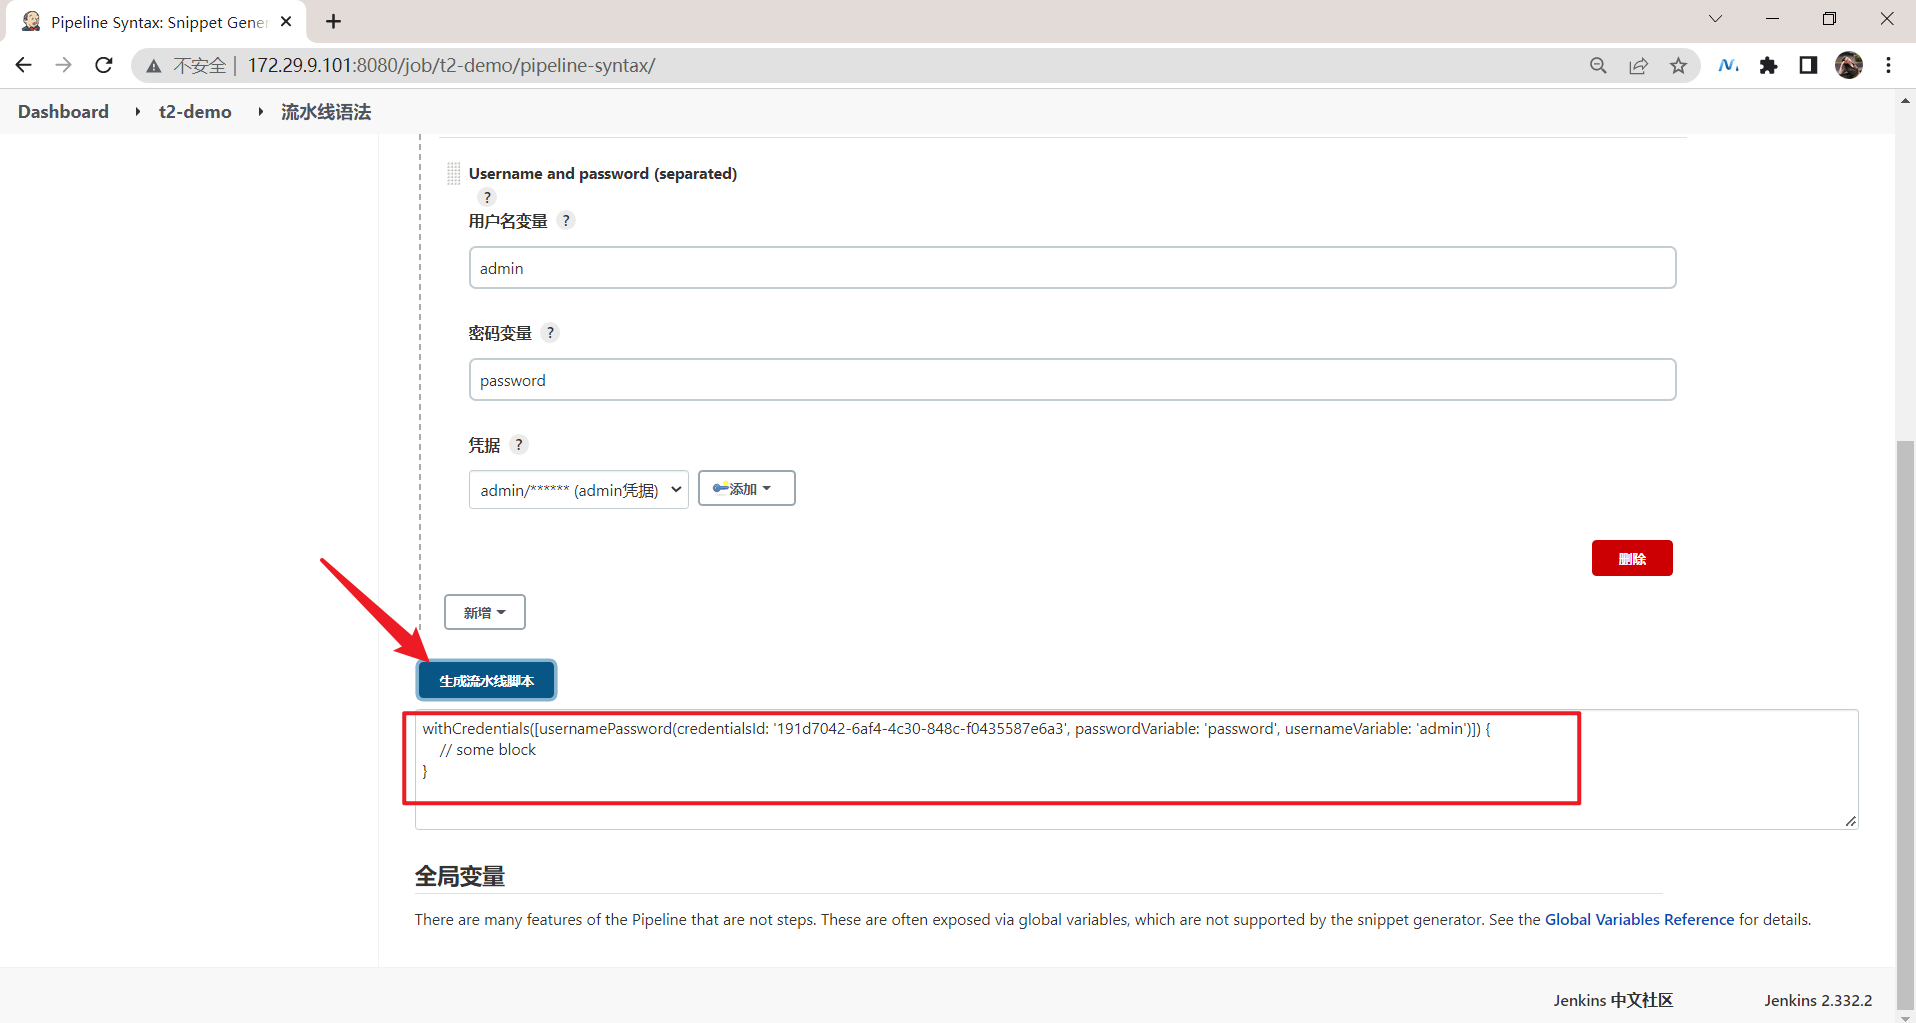 Pipeline Syntax: Snippet Gener
不安全 | 172.29.9.101:8080/job/t2-demo/pipeline-syntax/
Dashboard t2-demo 流水线语法
Username and password (separated)
?
用户名变量 ?
admin
密码变量 ?
password
凭据 ?
admin/****** (admin凭据) 添加
删除
新增
生成流水线脚本
withCredentials([usernamePassword(credentialsId: '191d7042-6af4-4c30-848c-f0435587e6a3', passwordVariable: 'password', usernameVariable: 'admin')]) {
// some block
}
全局变量
There are many features of the Pipeline that are not steps. These are often exposed via global variables, which are not supported by the snippet generator. See the Global Variables Reference for details.
Jenkins 中文社区 Jenkins 2.332.2